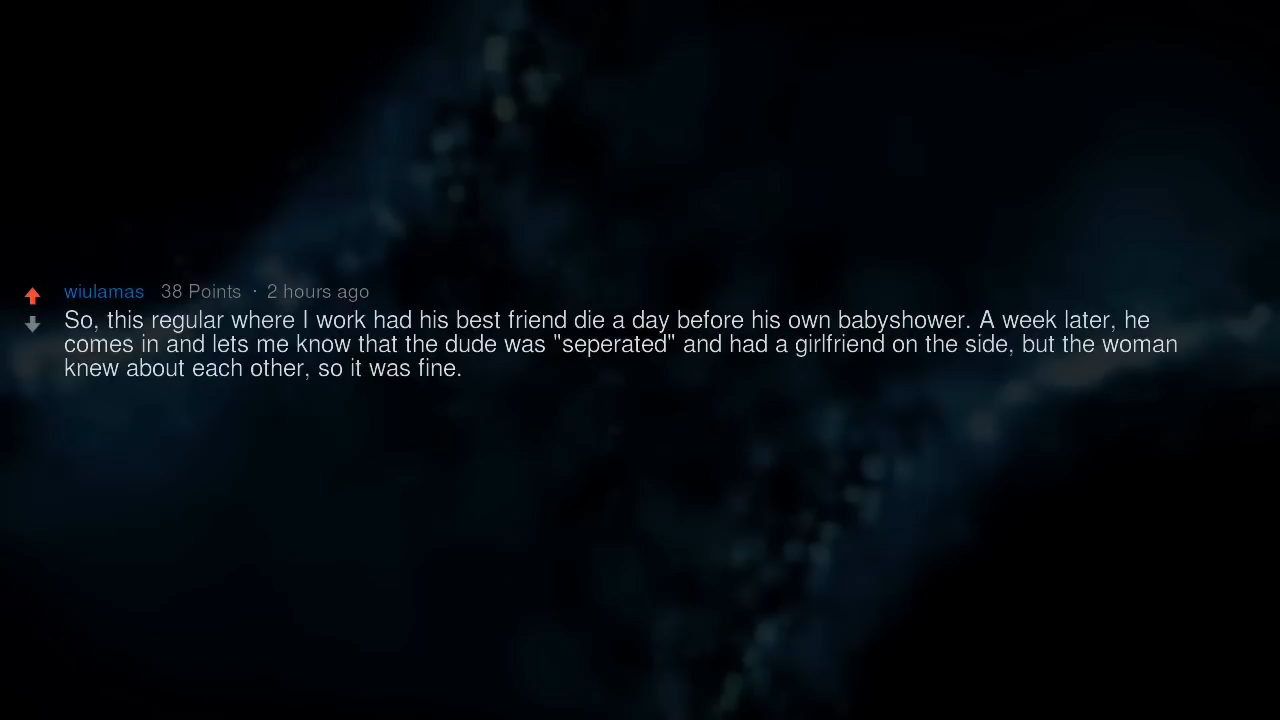 wiulamas 38 Points · 2 hours ago
So, this regular where I work had his best friend die a day before his own babyshower. A week later, he
comes in and lets me know that the dude was "seperated" and had a girlfriend on the side, but the woman
knew about each other, so it was fine.